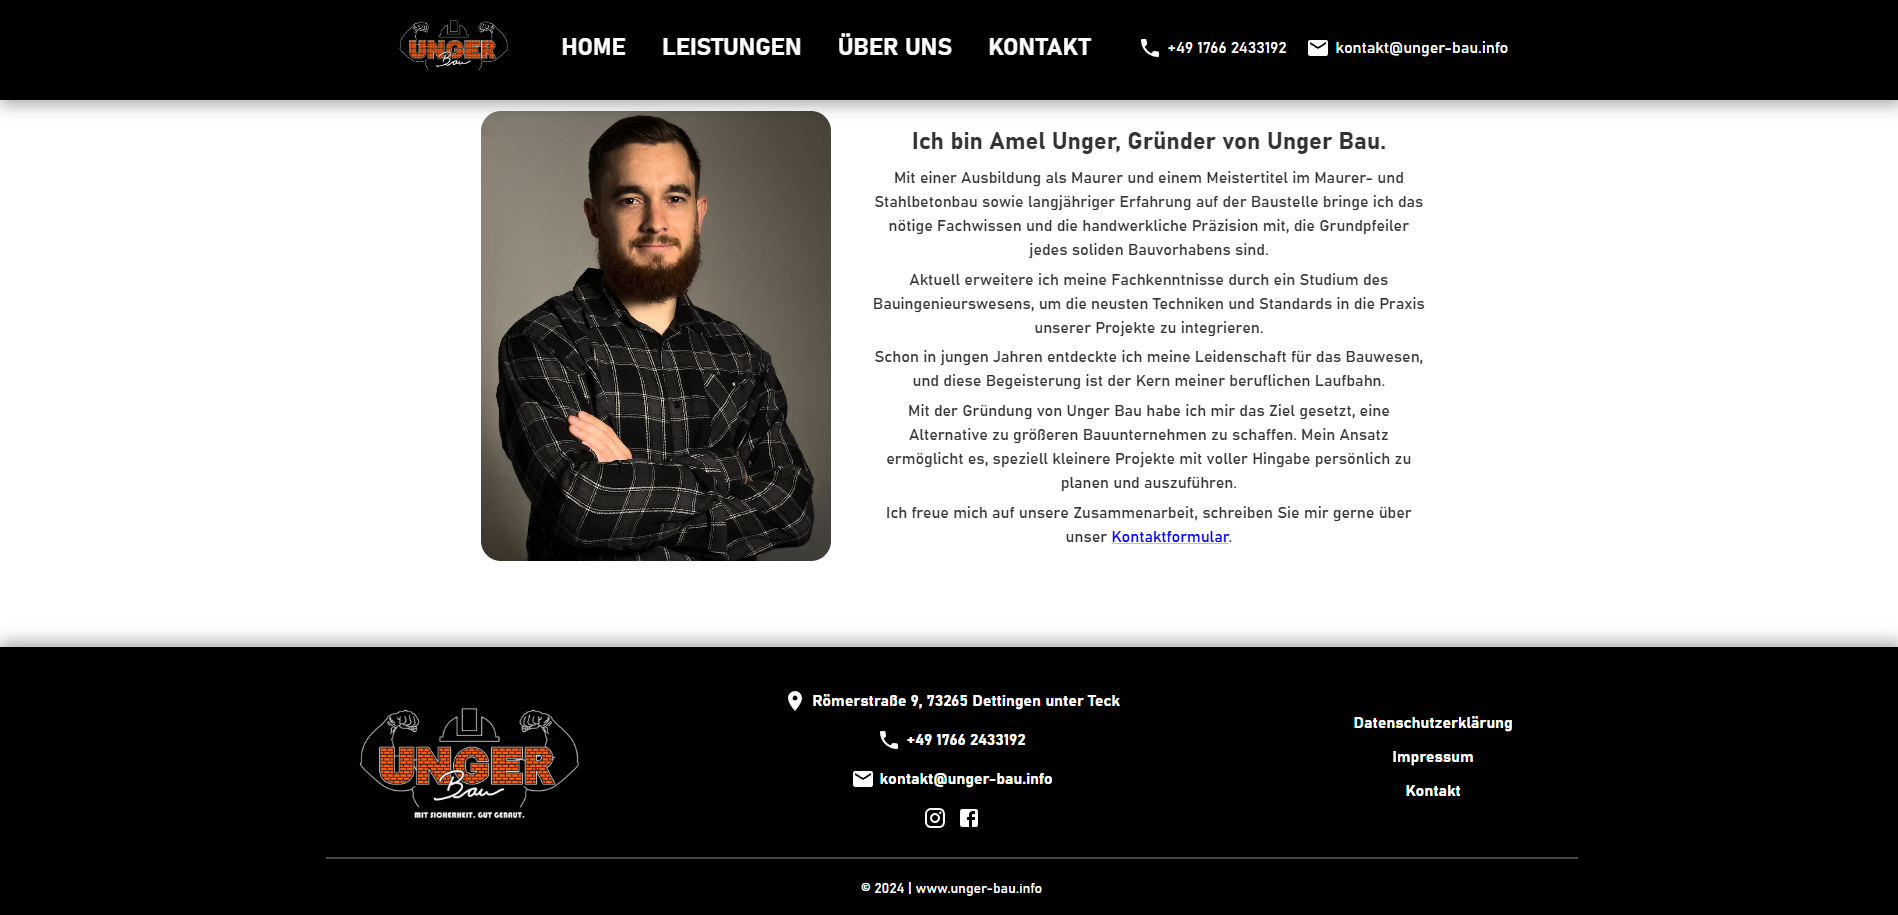 UNGER
Bau
HOME
LEISTUNGEN
ÜBER UNS
KONTAKT
+49 1766 2433192
kontakt@unger-bau.info
Ich bin Amel Unger, Gründer von Unger Bau.
Mit einer Ausbildung als Maurer und einem Meistertitel im Maurer- und
Stahlbetonbau sowie langjähriger Erfahrung auf der Baustelle bringe ich das
nötige Fachwissen und die handwerkliche Präzision mit, die Grundpfeiler
jedes soliden Bauvorhabens sind.
Aktuell erweitere ich meine Fachkenntnisse durch ein Studium des
Bauingenieurswesens, um die neusten Techniken und Standards in die Praxis
unserer Projekte zu integrieren.
Schon in jungen Jahren entdeckte ich meine Leidenschaft für das Bauwesen,
und diese Begeisterung ist der Kern meiner beruflichen Laufbahn.
Mit der Gründung von Unger Bau habe ich mir das Ziel gesetzt, eine
Alternative zu größeren Bauunternehmen zu schaffen. Mein Ansatz
ermöglicht es, speziell kleinere Projekte mit voller Hingabe persönlich zu
planen und auszuführen.
Ich freue mich auf unsere Zusammenarbeit, schreiben Sie mir gerne über
unser Kontaktformular.
UNGER
Bau
MIT SICHERHEIT. GUT GEBAUT.
Römerstraße 9, 73265 Dettingen unter Teck
+49 1766 2433192
kontakt@unger-bau.info
Datenschutzerklärung
Impressum
Kontakt
© 2024 | www.unger-bau.info